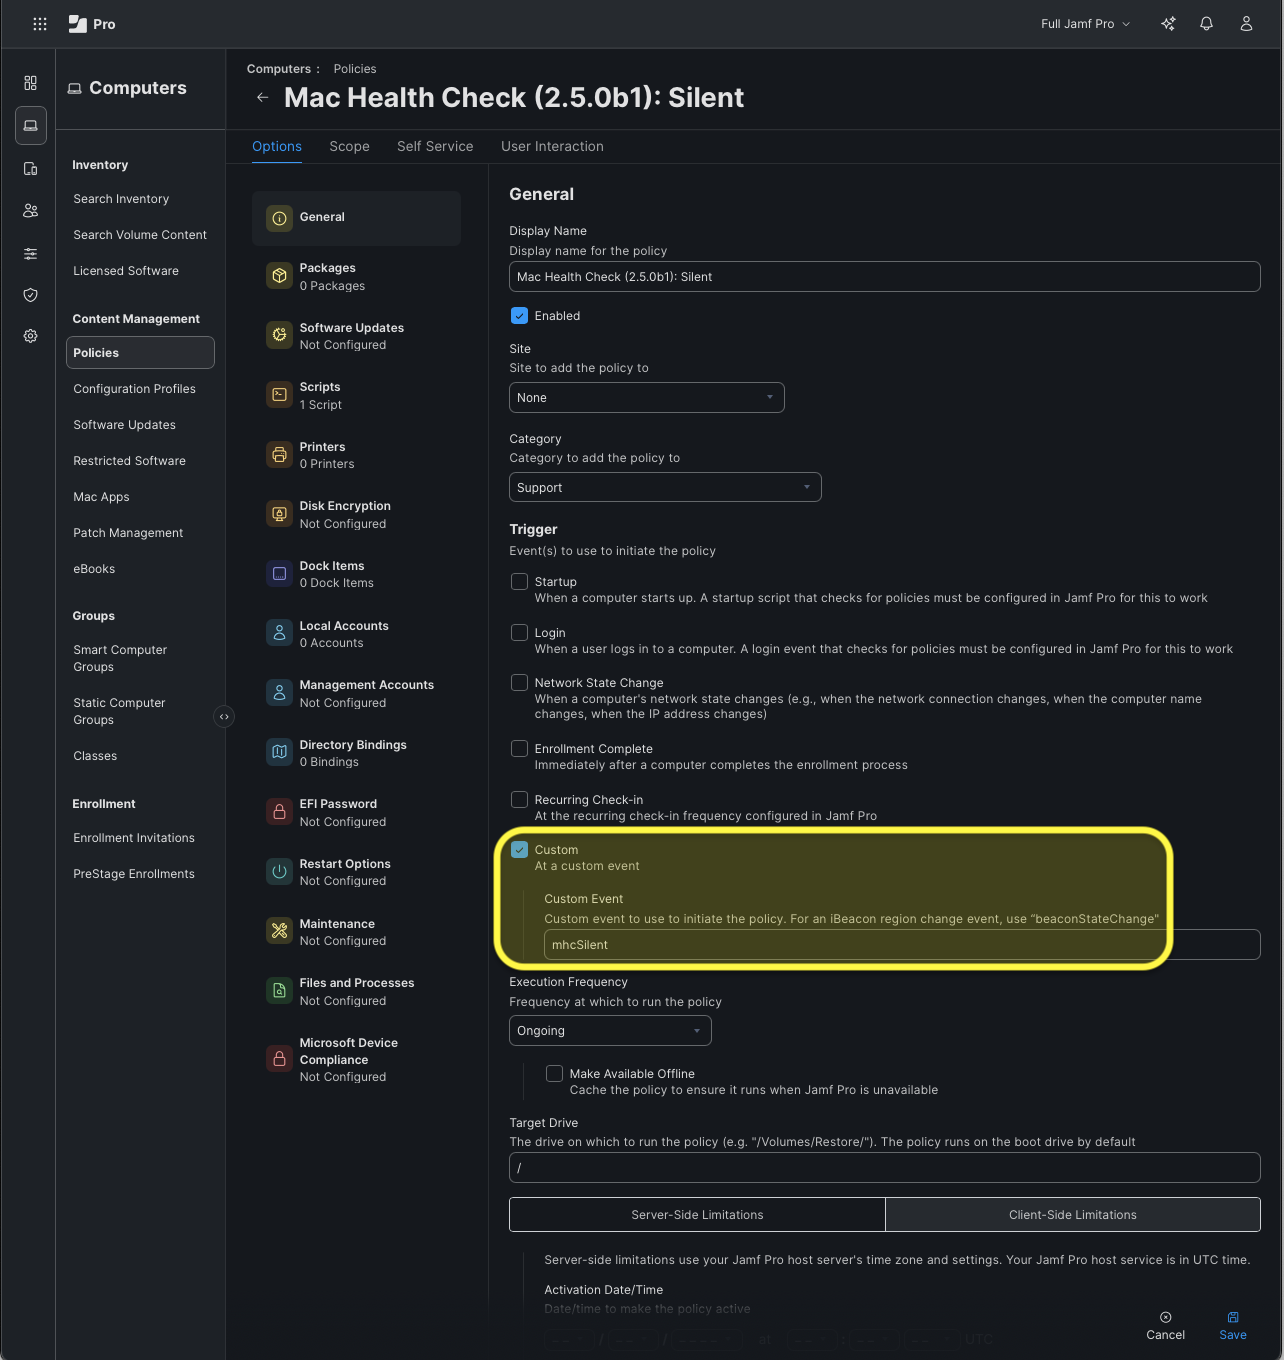 Pro
Full Jamf Pro
Computers
Inventory
Search Inventory
Search Volume Content
Licensed Software
Content Management
Policies
Configuration Profiles
Software Updates
Restricted Software
Mac Apps
Patch Management
eBooks
Groups
Smart Computer
Groups
Static Computer
Groups
Classes
Enrollment
Enrollment Invitations
PreStage Enrollments
Computers : Policies
Mac Health Check (2.5.0b1): Silent
Options Scope Self Service User Interaction
General
Packages
0 Packages
Software Updates
Not Configured
Scripts
1 Script
Printers
0 Printers
Disk Encryption
Not Configured
Dock Items
0 Dock Items
Local Accounts
0 Accounts
Management Accounts
Not Configured
Directory Bindings
0 Bindings
EFI Password
Not Configured
Restart Options
Not Configured
Maintenance
Not Configured
Files and Processes
Not Configured
Microsoft Device
Compliance
Not Configured
General
Display Name
Display name for the policy
Mac Health Check (2.5.0b1): Silent
Enabled
Site
Site to add the policy to
None
Category
Category to add the policy to
Support
Trigger
Event(s) to use to initiate the policy
Startup
When a computer starts up. A startup script that checks for policies must be configured in Jamf Pro for this to work
Login
When a user logs in to a computer. A login event that checks for policies must be configured in Jamf Pro for this to work
Network State Change
When a computer's network state changes (e.g., when the network connection changes, when the computer name
changes, when the IP address changes)
Enrollment Complete
Immediately after a computer completes the enrollment process
Recurring Check-in
At the recurring check-in frequency configured in Jamf Pro
Custom
At a custom event
Custom Event
Custom event to use to initiate the policy. For an iBeacon region change event, use “beaconStateChange"
mhcSilent
Execution Frequency
Frequency at which to run the policy
Ongoing
Make Available Offline
Cache the policy to ensure it runs when Jamf Pro is unavailable
Target Drive
The drive on which to run the policy (e.g. "/Volumes/Restore/"). The policy runs on the boot drive by default
/
Server-Side Limitations Client-Side Limitations
Server-side limitations use your Jamf Pro host server's time zone and settings. Your Jamf Pro host service is in UTC time.
Activation Date/Time
Date/time to make the policy active
/ / at : UTC
Cancel Save